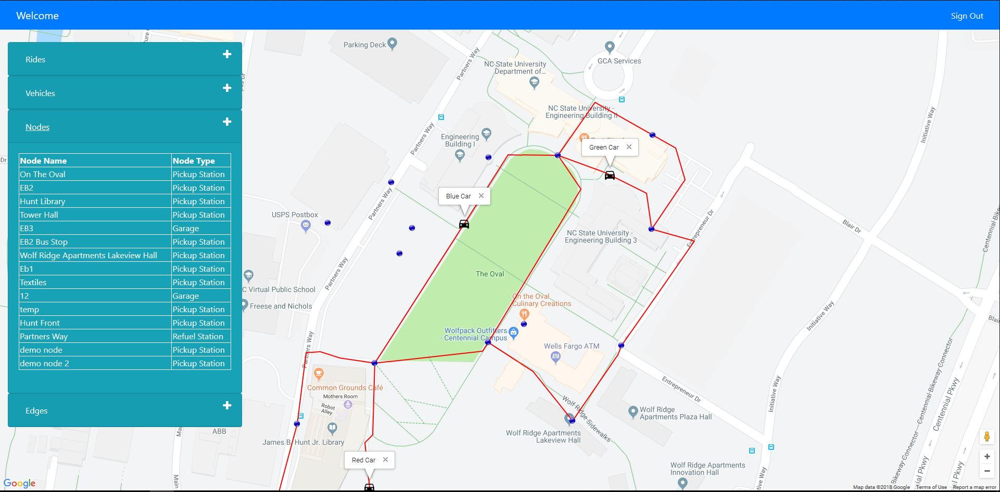 Welcome
Sign Out
Rides
Vehicles
Nodes
Node Name Node Type
On The Oval Pickup Station
EB2 Pickup Station
Hunt Library Pickup Station
Tower Hall Pickup Station
EB3 Garage
EB2 Bus Stop Pickup Station
Wolf Ridge Apartments Lakeview Hall Pickup Station
Eb1 Pickup Station
Textiles Pickup Station
12 Garage
temp Pickup Station
Hunt Front Pickup Station
Partners Way Refuel Station
demo node Pickup Station
demo node 2 Pickup Station
Edges
Parking Deck
Partners Way
NC State University
Department of...
GCA Services
NC State University -
Engineering Building II
Engineering
Building I
Partners Way
Green Car
Blue Car
Initiative Way
Dr
USPS Postbox
Partners Way
Entrepreneur Dr
Blair Dr
NC State University -
Engineering Building 3
The Oval
Partners Way
C Virtual Public School
Freese and Nichols
On the Oval
Culinary Creations
Initiative Way
Wolfpack Outfitters
- Centennial Campus
Wells Fargo ATM
ATM
Partners Way
Common Grounds Café
Mothers Room
Robot
Alley
Entrepreneur Dr
Initiative Way
Centennial Pkwy
Centennial-Bikeway Connector
Wolf-Ridge-Sidewalks
Wolf Ridge
Apartments Plaza Hall
Wolf Ridge Apartments
Lakeview Hall
ABB
James B. Hunt Jr. Library
Red Car
Wolf Ridge Apartments
Innovation Hall
Main
Google
Map data ©2018 Google Terms of Use Report a map error